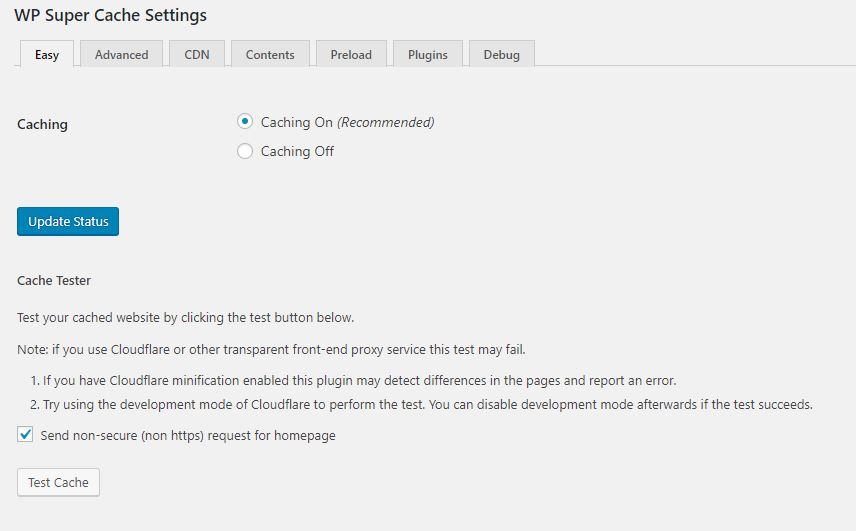 WP Super Cache Settings
Easy Advanced CDN Contents Preload Plugins Debug
Caching
Caching On (Recommended)
Caching Off
Update Status
Cache Tester
Test your cached website by clicking the test button below.
Note: if you use Cloudflare or other transparent front-end proxy service this test may fail.
1. If you have Cloudflare minification enabled this plugin may detect differences in the pages and report an error.
2. Try using the development mode of Cloudflare to perform the test. You can disable development mode afterwards if the test succeeds.
Send non-secure (non https) request for homepage
Test Cache